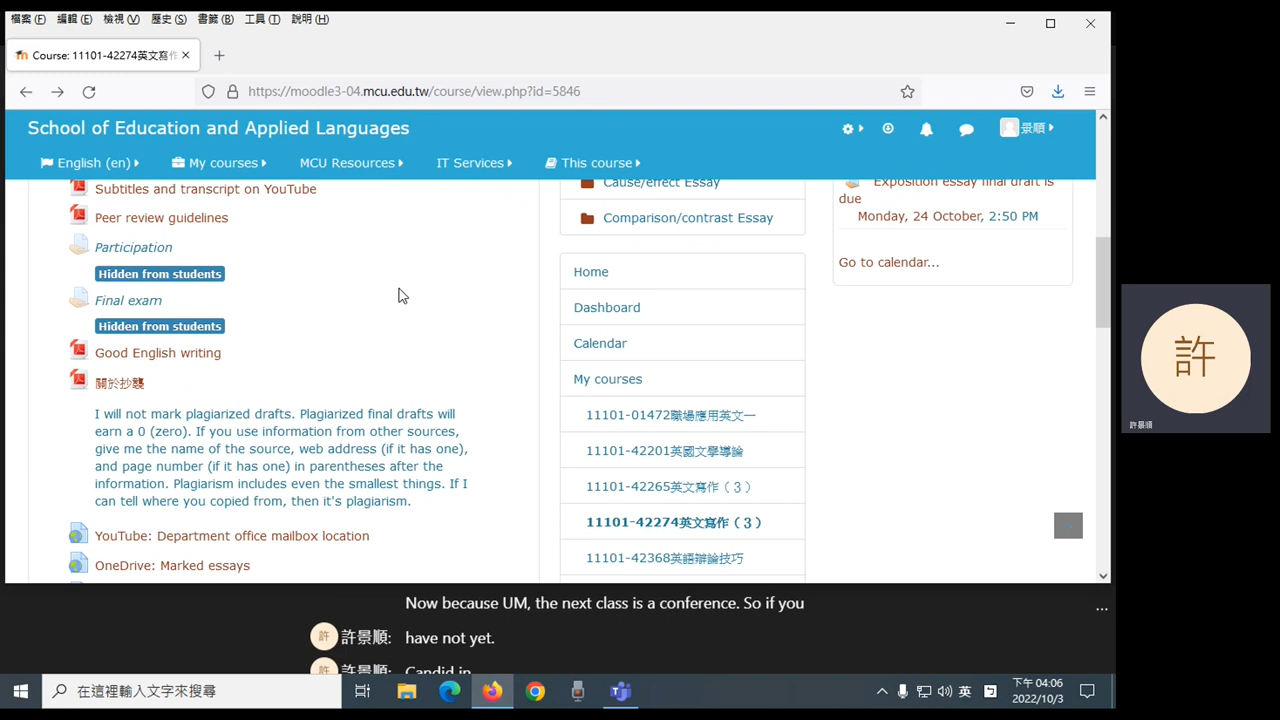 檔案(F) 編輯(E) 檢視(V) 歷史(S) 書籤(B) 工具(T) 說明(H)
Course: 11101-42274英文寫作
https://moodle3-04.mcu.edu.tw/course/view.php?id=5846
School of Education and Applied Languages
景順
English (en) My courses MCU Resources IT Services This course
Subtitles and transcript on YouTube
Peer review guidelines
Participation
Hidden from students
Final exam
Hidden from students
Good English writing
關於抄襲
I will not mark plagiarized drafts. Plagiarized final drafts will
earn a 0 (zero). If you use information from other sources,
give me the name of the source, web address (if it has one),
and page number (if it has one) in parentheses after the
information. Plagiarism includes even the smallest things. If I
can tell where you copied from, then it's plagiarism.
YouTube: Department office mailbox location
OneDrive: Marked essays
Cause/effect Essay
Comparison/contrast Essay
Home
Dashboard
Calendar
My courses
11101-01472職場應用英文一
11101-42201英國文學導論
11101-42265英文寫作（3）
11101-42274英文寫作（3）
11101-42368英語辯論技巧
Exposition essay final draft is
due
Monday, 24 October, 2:50 PM
Go to calendar...
許
許景順
Now because UM, the next class is a conference. So if you
許 許景順: have not yet.
許 許景順: Candid in
在這裡輸入文字來搜尋
英
下午 04:06
2022/10/3